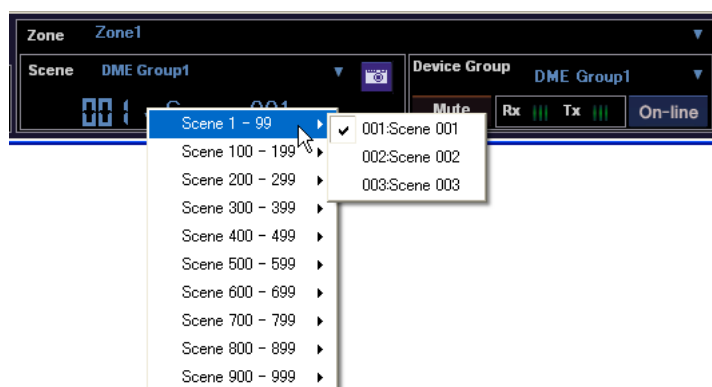 Zone Zone1
Scene DME Group1 Device Group DME Group1
001 Mute Rx Tx On-line
Scene 1 - 99
001:Scene 001
Scene 100 - 199
002:Scene 002
Scene 200 - 299
003:Scene 003
Scene 300 - 399
Scene 400 - 499
Scene 500 - 599
Scene 600 - 699
Scene 700 - 799
Scene 800 - 899
Scene 900 - 999